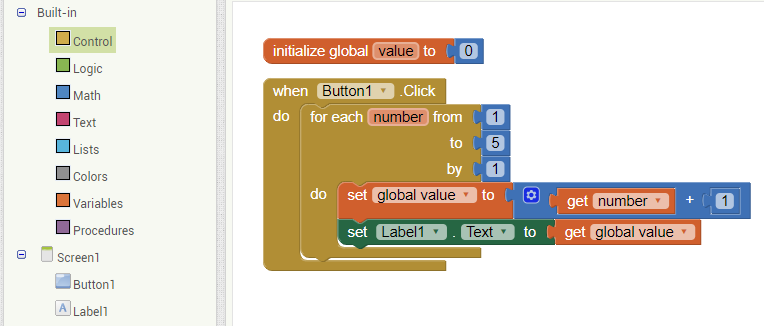 Built-in
Control
Logic
Math
Text
Lists
Colors
Variables
Procedures
Screen1
Button1
Label1
initialize global value to 0
when Button1 .Click
do for each number from 1
to 5
by 1
do set global value to get number + 1
set Label1 . Text to get global value